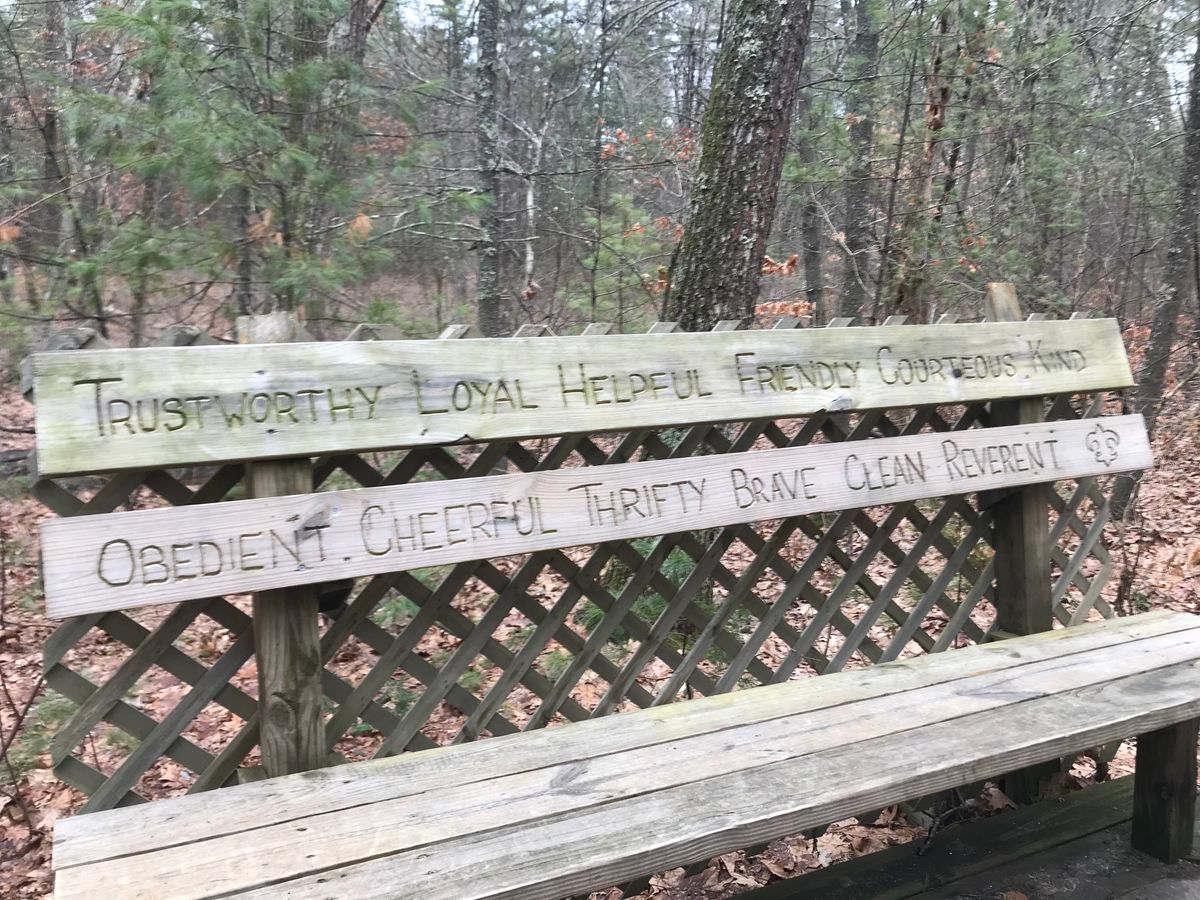 Trustworthy Loyal Helpful Friendly Courteous Kind
Obedient Cheerful Thrifty Brave Clean Reverent